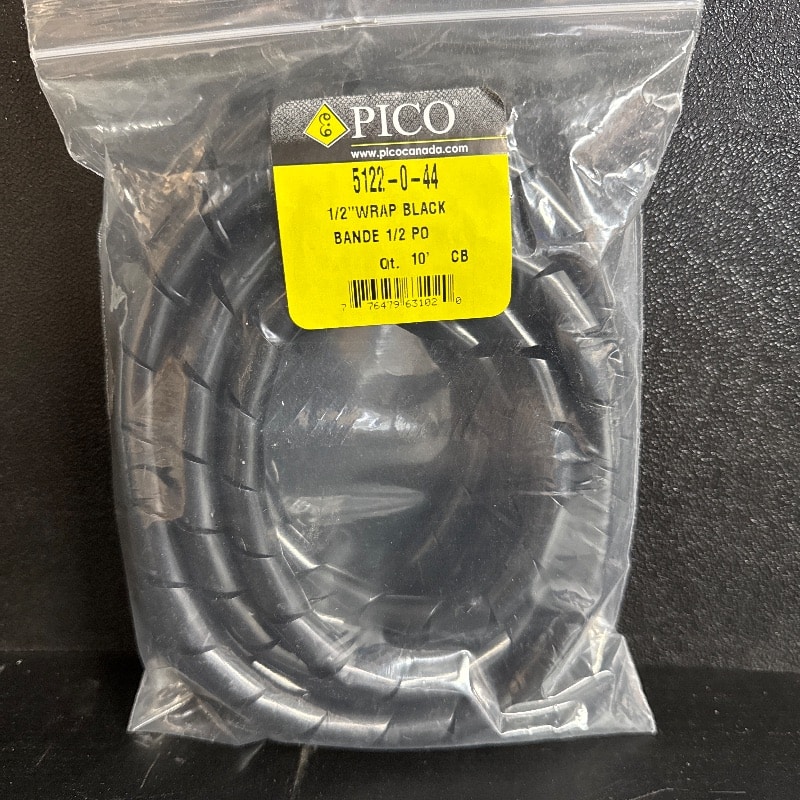 PICO®
www.picocanada.com
5122-0-44
1/2"WRAP BLACK
BANDE 1/2 PO
Qt. 10' CB
7 76479 63102 0